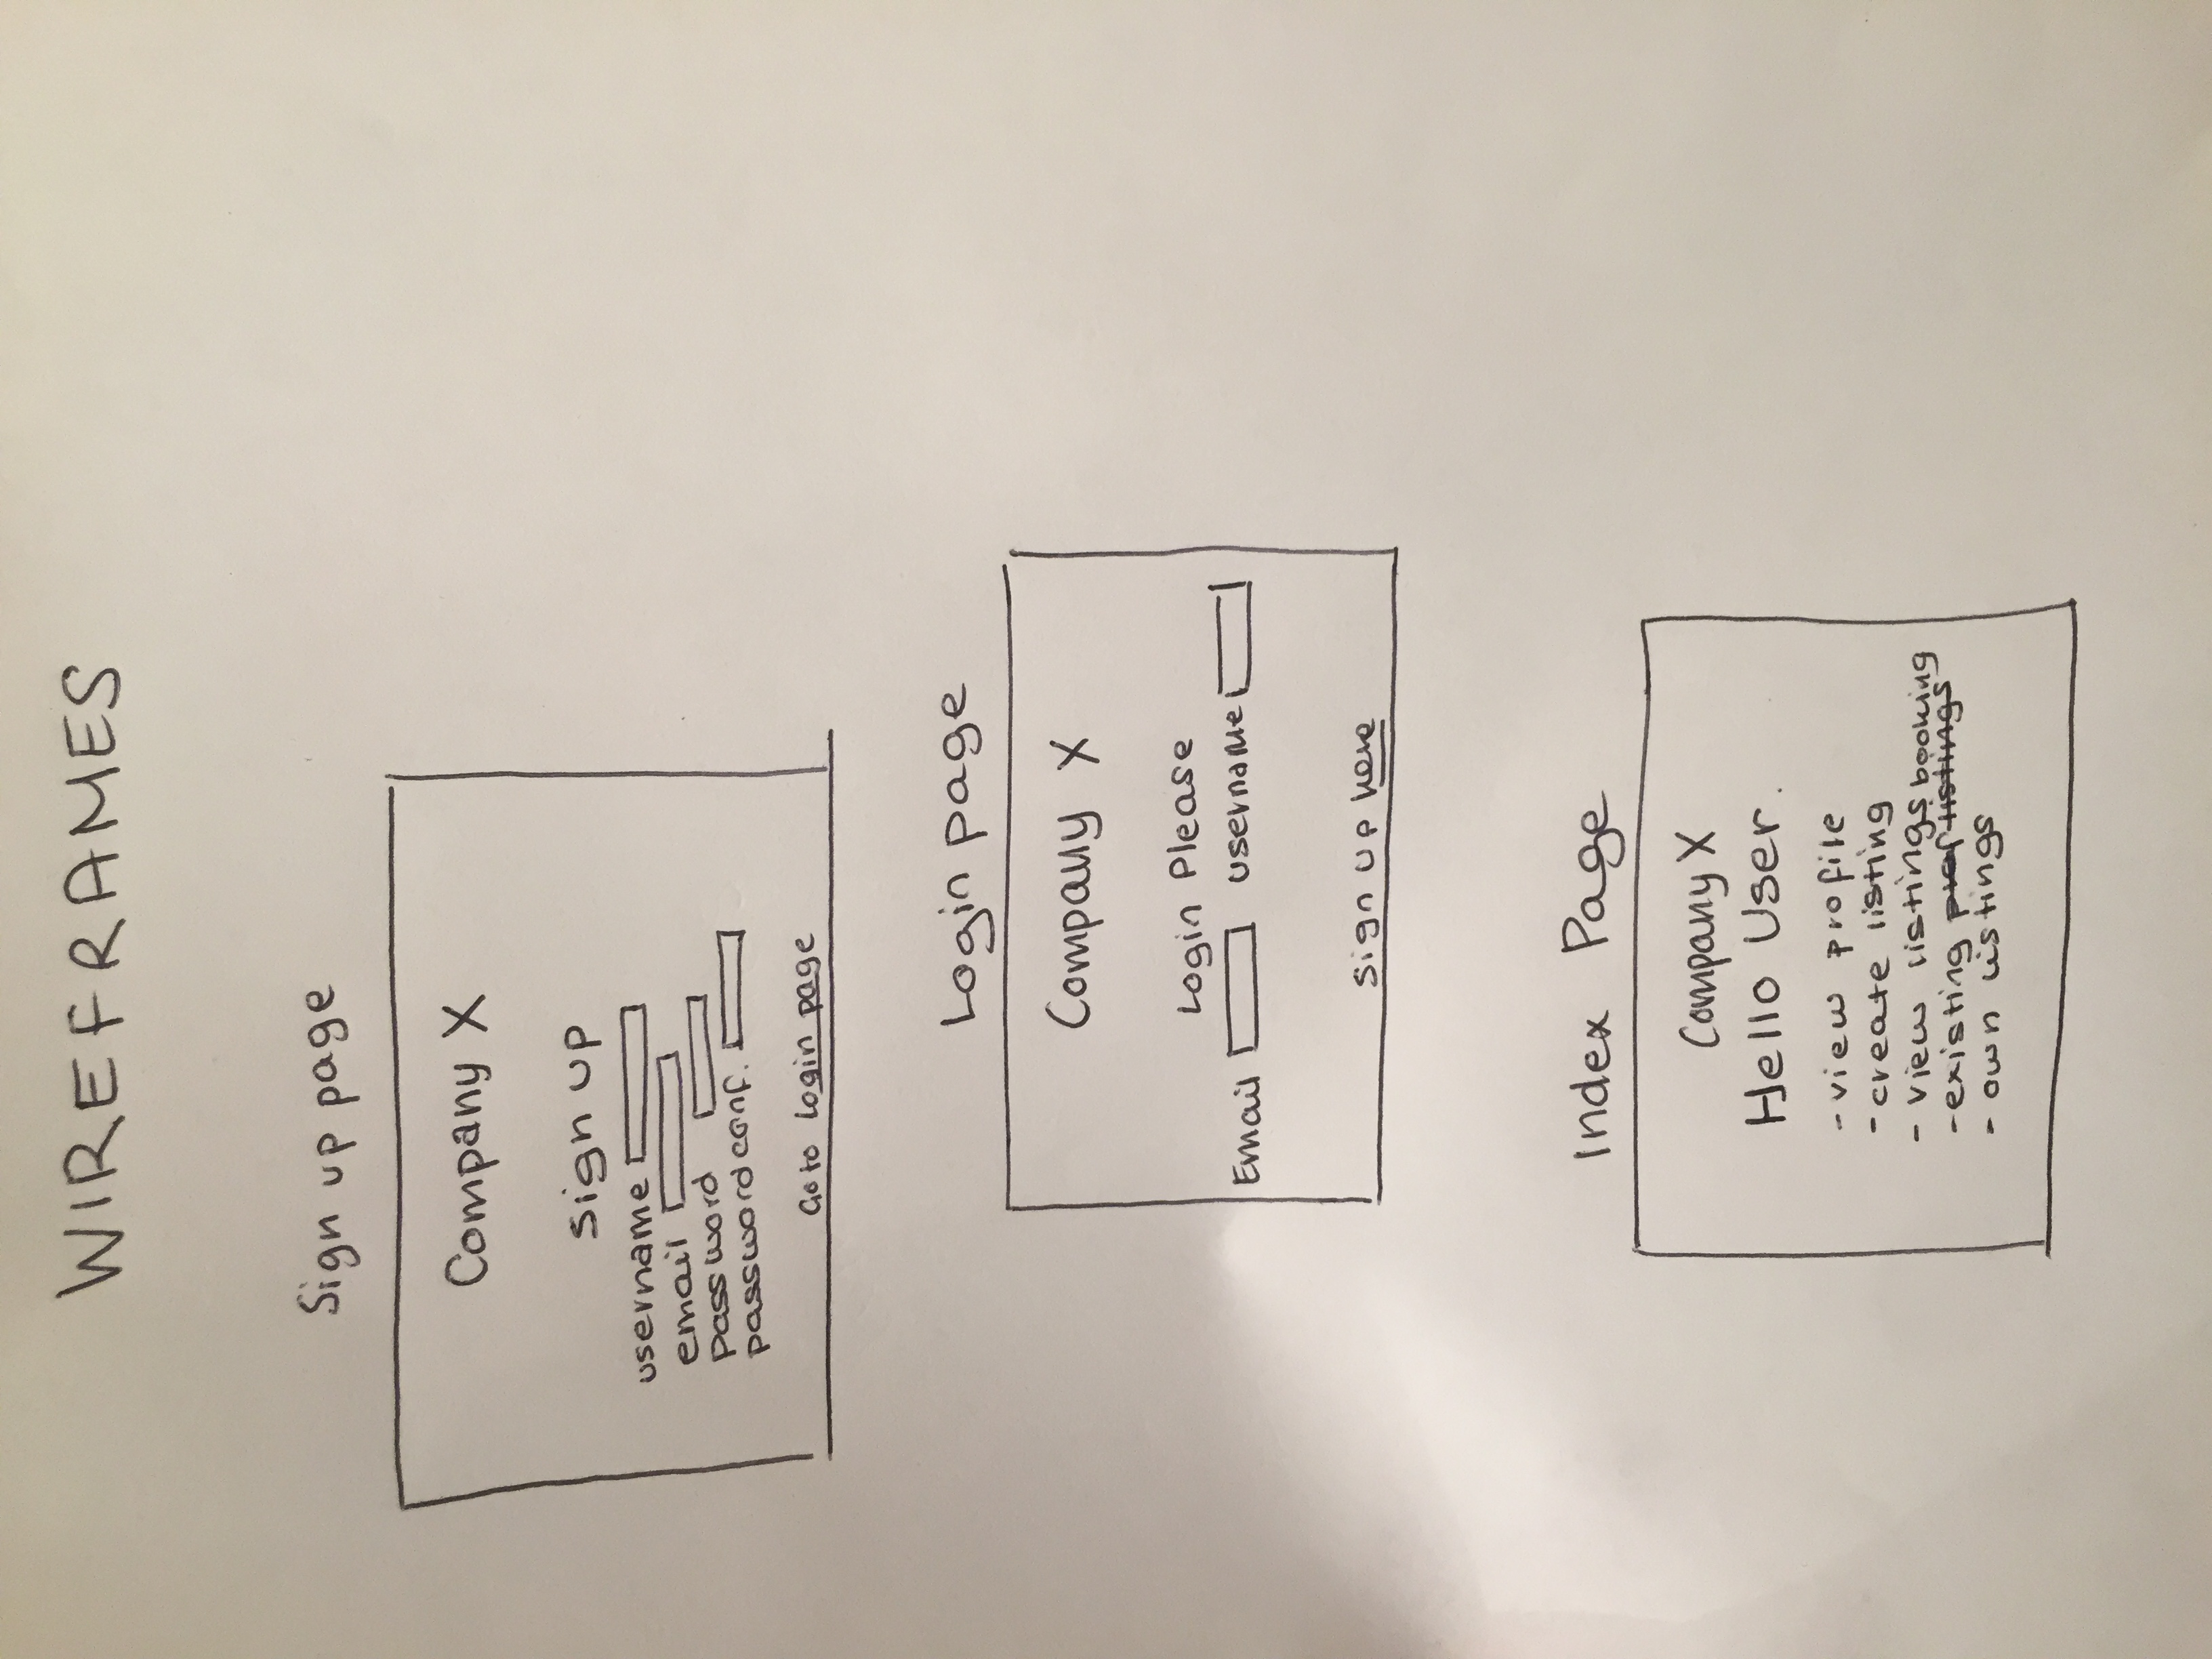 WIREFRAMES
Sign up page
Company X
sign up
username
email
password
password conf.
Go to login page
Login page
Company X
Login Please
Email username
sign up here
Index Page
Company X
Hello User.
- view profile
- create listing
- view listings
booking
- existing listings
- own listings